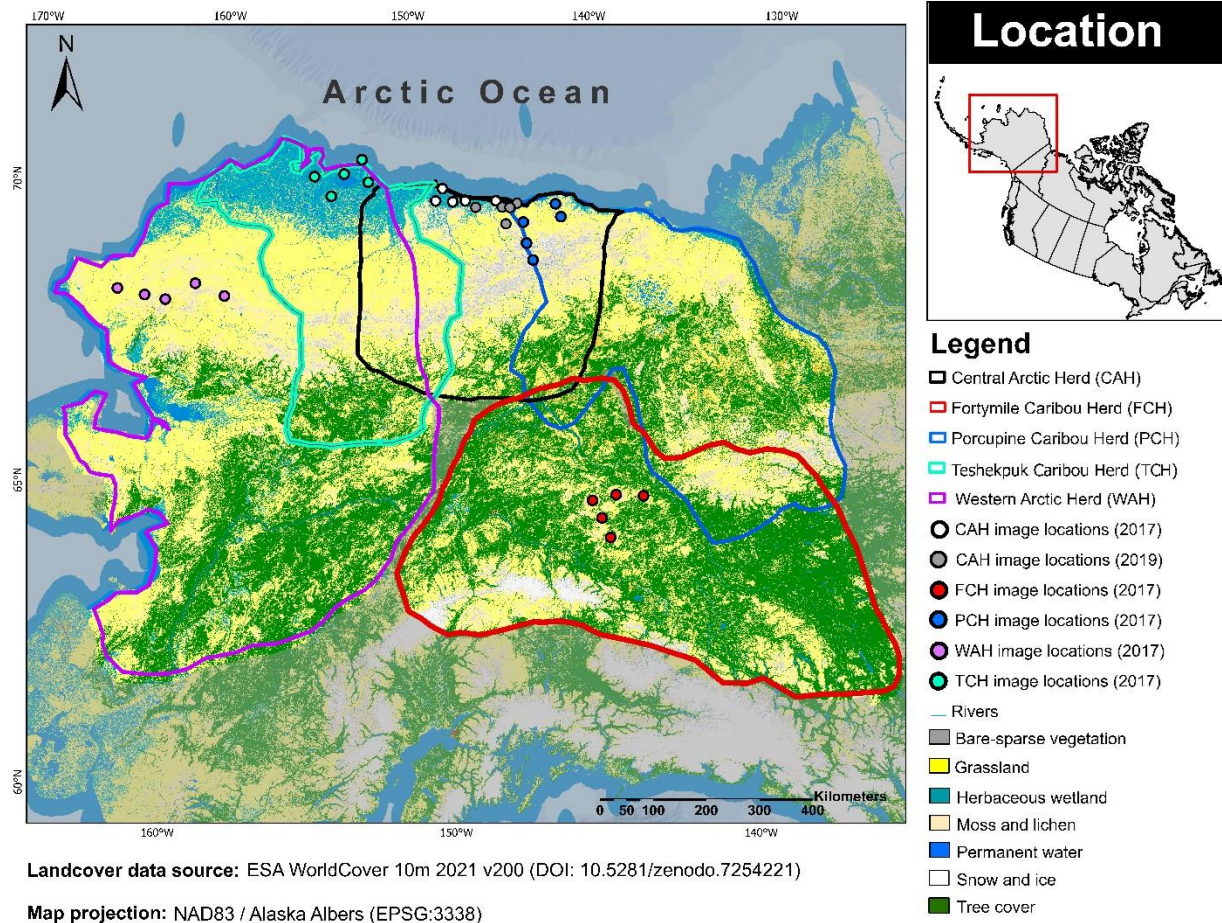 170°W 160°W 150°W 140°W 130°W
N
Arctic Ocean
70°N
65°N
60°N
Kilometers
0 50 100 200 300 400
160°W 150°W 140°W
Location
Legend
Central Arctic Herd (CAH)
Fortymile Caribou Herd (FCH)
Porcupine Caribou Herd (PCH)
Teshekpuk Caribou Herd (TCH)
Western Arctic Herd (WAH)
CAH image locations (2017)
CAH image locations (2019)
FCH image locations (2017)
PCH image locations (2017)
WAH image locations (2017)
TCH image locations (2017)
Rivers
Bare-sparse vegetation
Grassland
Herbaceous wetland
Moss and lichen
Permanent water
Snow and ice
Tree cover
Landcover data source: ESA WorldCover 10m 2021 v200 (DOI: 10.5281/zenodo.7254221)
Map projection: NAD83 / Alaska Albers (EPSG:3338)